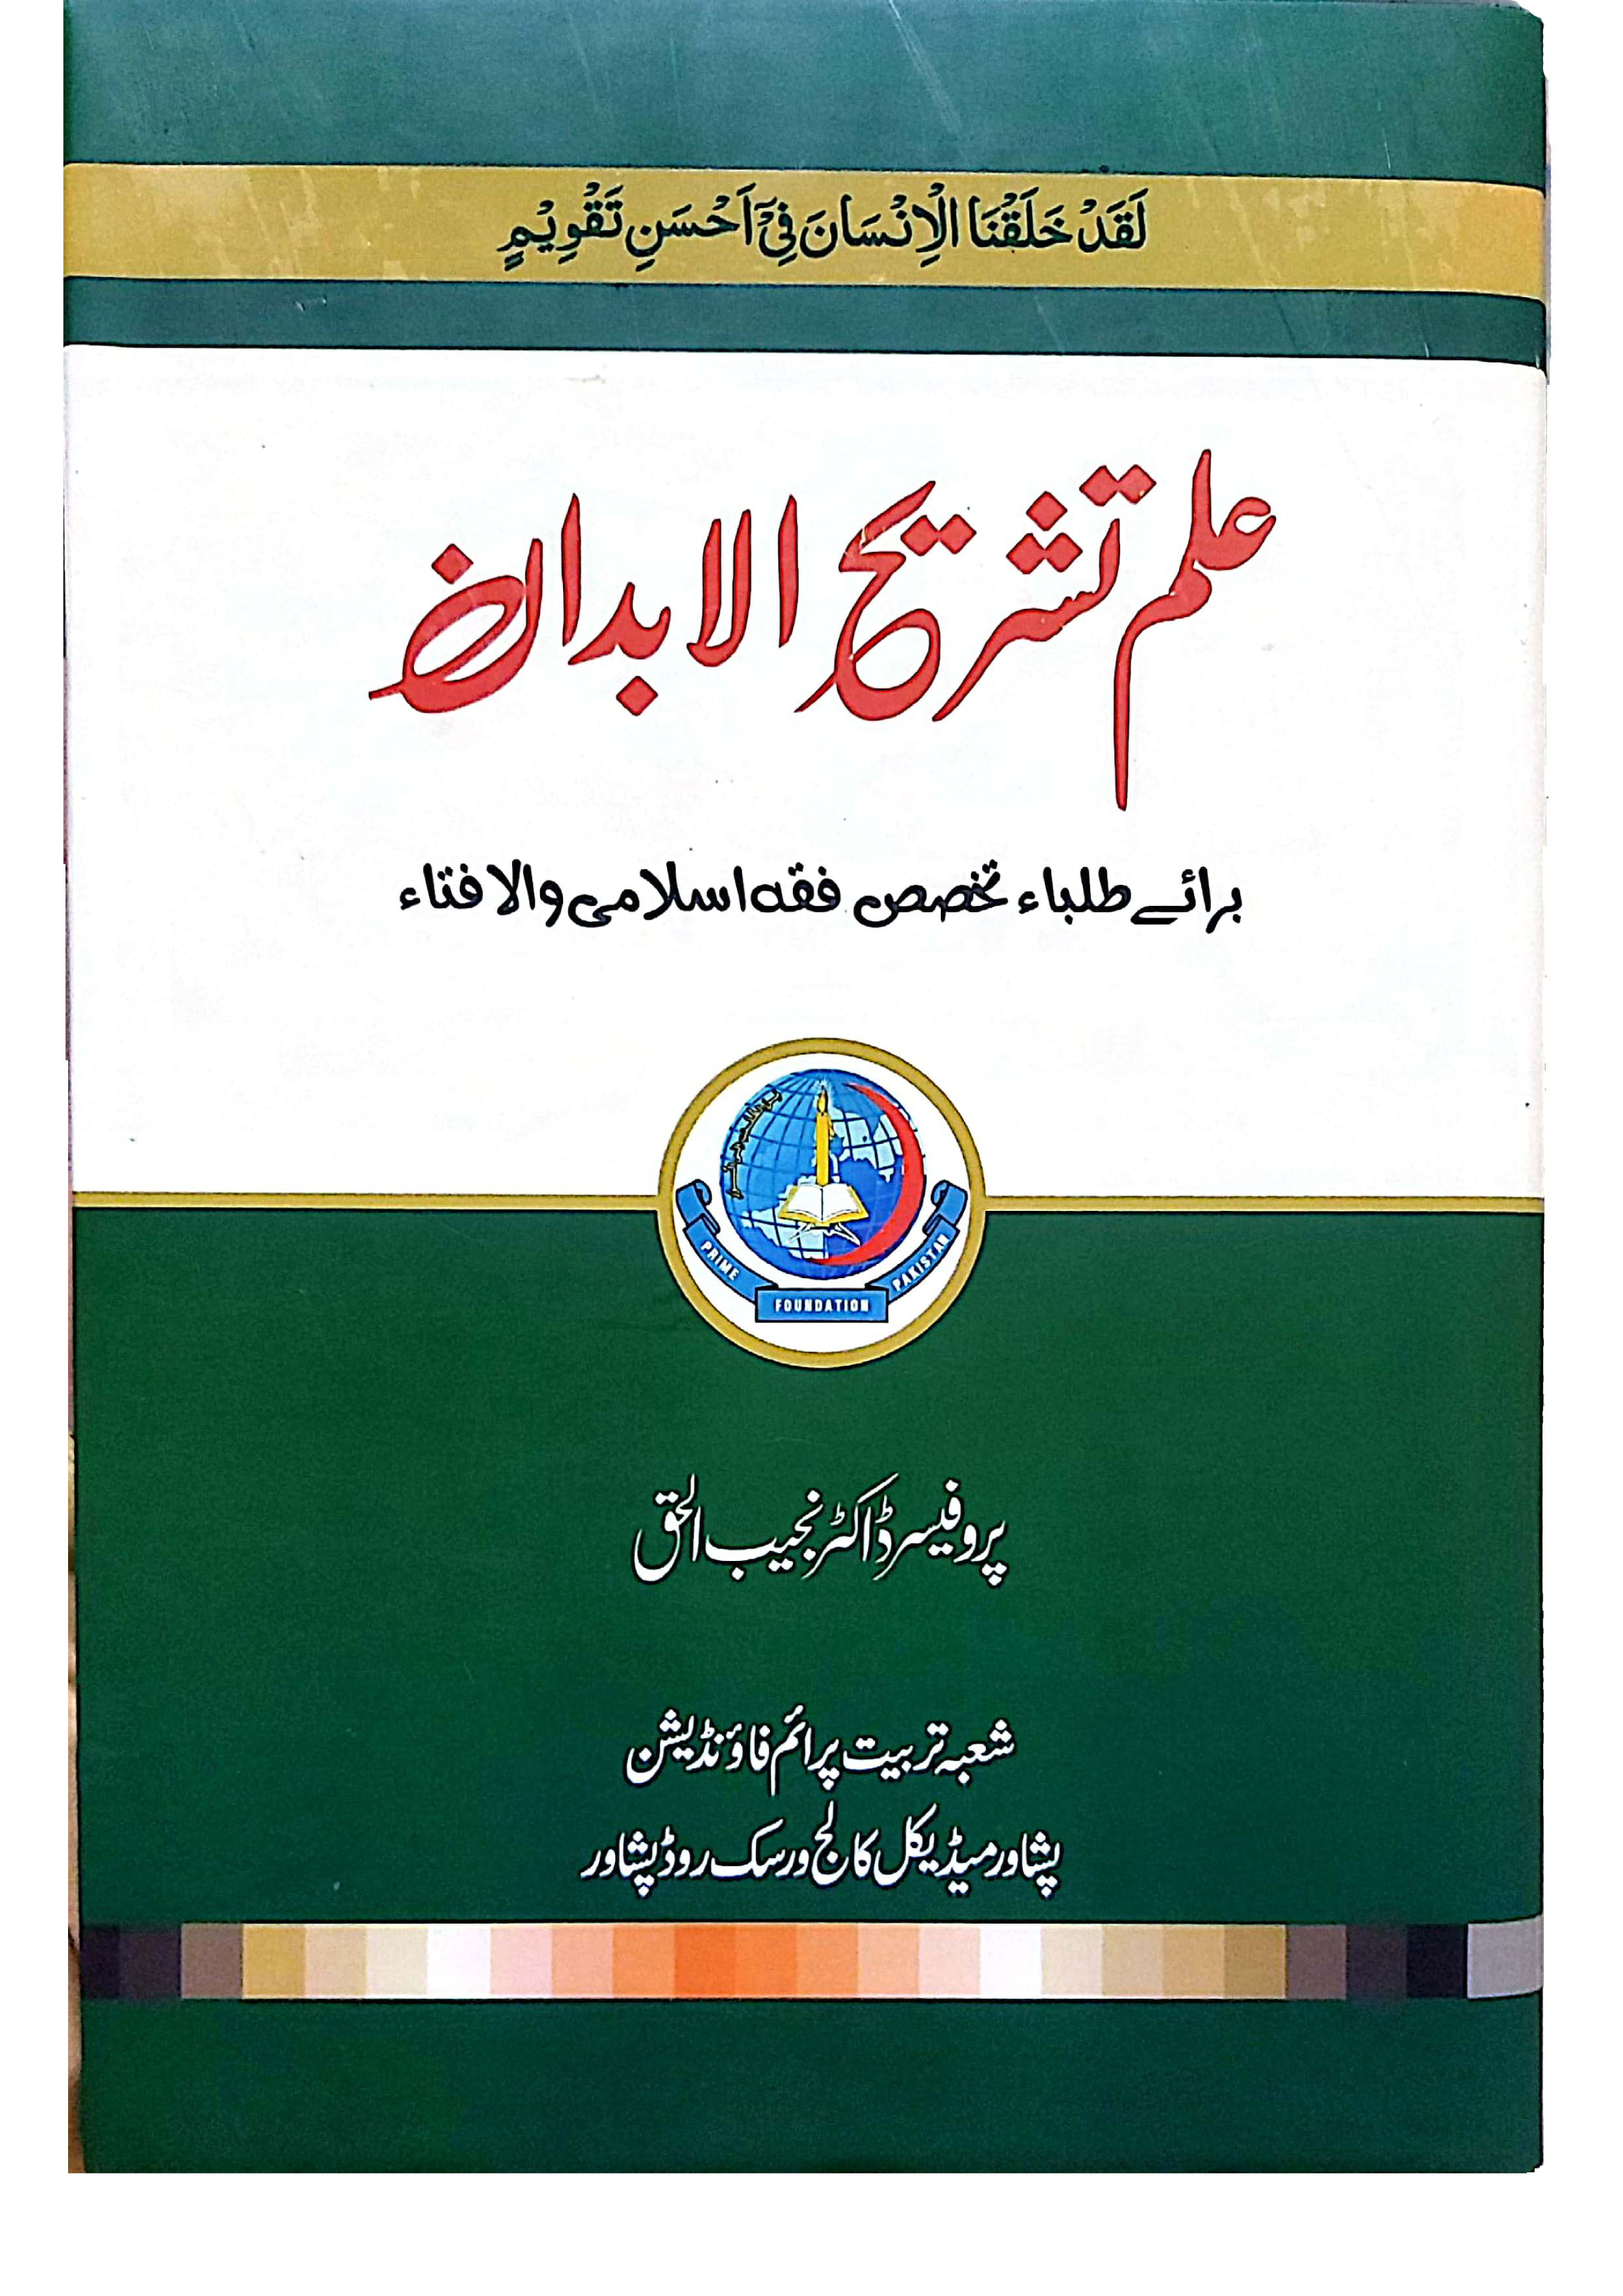 لَقَدْ خَلَقْنَا الْاِنْسَانَ فِیْٓ اَحْسَنِ تَقْوِیْمٍ
علم تشریح الابدان
برائے طلباء تخصص فقہ اسلامی والافتاء
PRIME FOUNDATION PAKISTAN
پروفیسر ڈاکٹر نجیب الحق
شعبہ تربیت پرائم فاؤنڈیشن
پشاور میڈیکل کالج ورسک روڈ پشاور